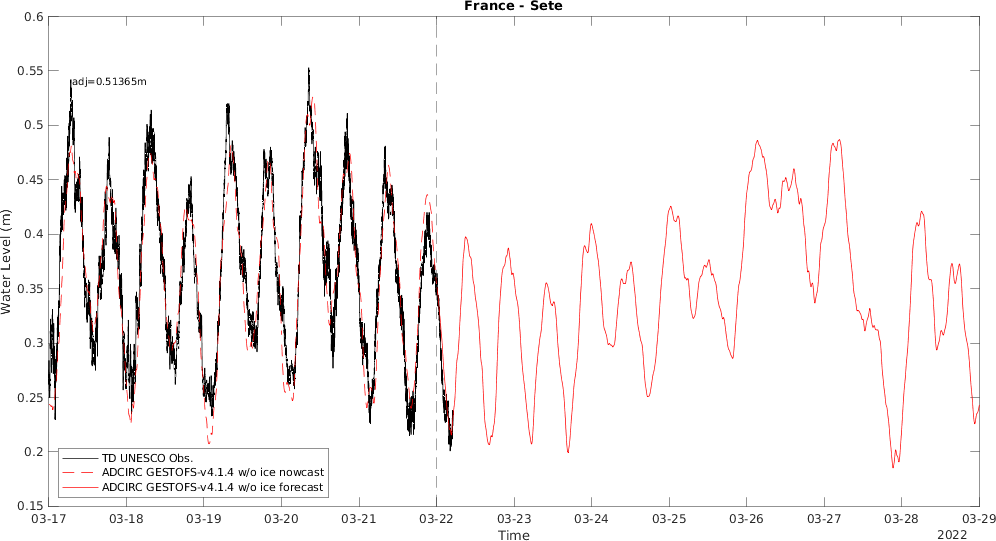 France - Sete
0.6
0.55
0.5
0.45
0.4
0.35
0.3
0.25
0.2
0.15
Water Level (m)
adj=0.51365m
TD UNESCO Obs.
ADCIRC GESTOFS-v4.1.4 w/o ice nowcast
ADCIRC GESTOFS-v4.1.4 w/o ice forecast
03-17 03-18 03-19 03-20 03-21 03-22 03-23 03-24 03-25 03-26 03-27 03-28 03-29
Time
2022